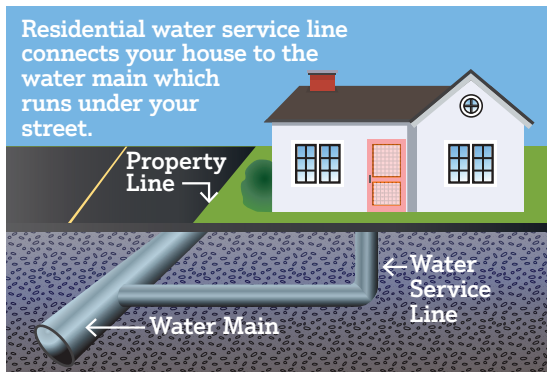 Residential water service line
connects your house to the
water main which
runs under your
street.
Property
Line
Water
Service
Line
Water Main